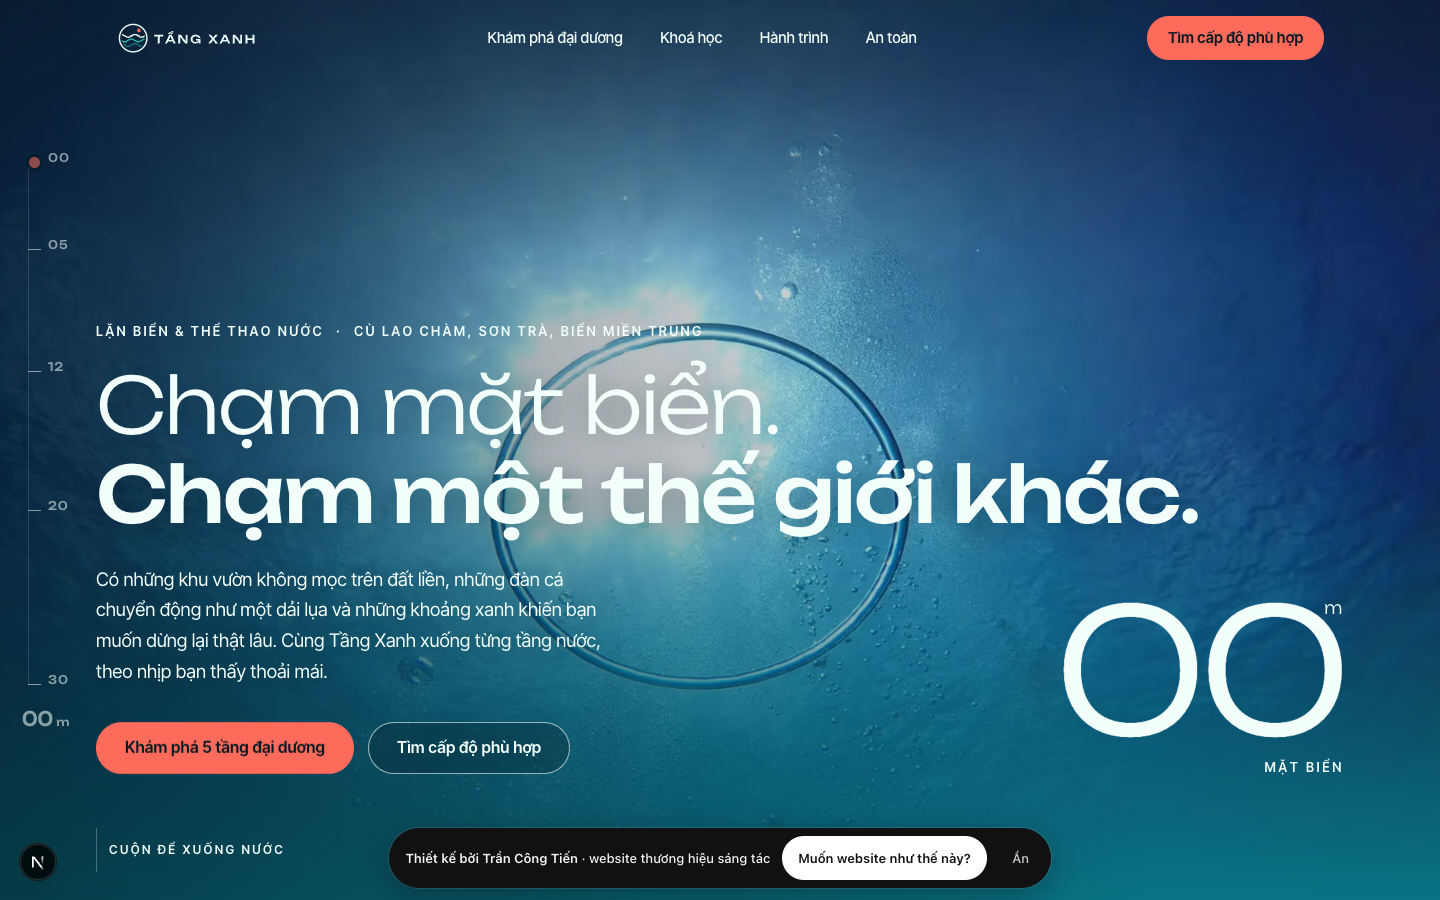 TẦNG XANH
Khám phá đại dương
Khoá học
Hành trình
An toàn
Tìm cấp độ phù hợp
00
05
12
20
30
00 m
LẶN BIỂN & THỂ THAO NƯỚC · CÙ LAO CHÀM, SƠN TRÀ, BIỂN MIỀN TRUNG
Chạm mặt biển.
Chạm một thế giới khác.
Có những khu vườn không mọc trên đất liền, những đàn cá
chuyển động như một dải lụa và những khoảng xanh khiến bạn
muốn dừng lại thật lâu. Cùng Tầng Xanh xuống từng tầng nước,
theo nhịp bạn thấy thoải mái.
Khám phá 5 tầng đại dương
Tìm cấp độ phù hợp
00 m
MẶT BIỂN
CUỘN ĐỂ XUỐNG NƯỚC
N
Thiết kế bởi Trần Công Tiến · website thương hiệu sáng tác
Muốn website như thế này?
Ẩn